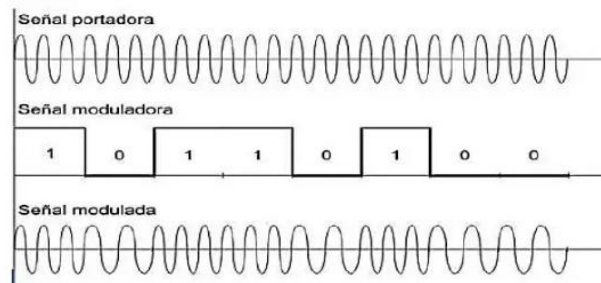 Señal portadora
Señal moduladora
1 0 1 1 0 1 0 0
Señal modulada